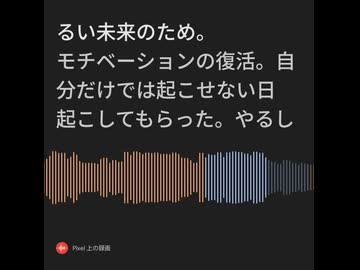 るい未来のため。
モチベーションの復活。自
分だけでは起こせない日
起こしてもらった。やるし
Pixel 上の録画